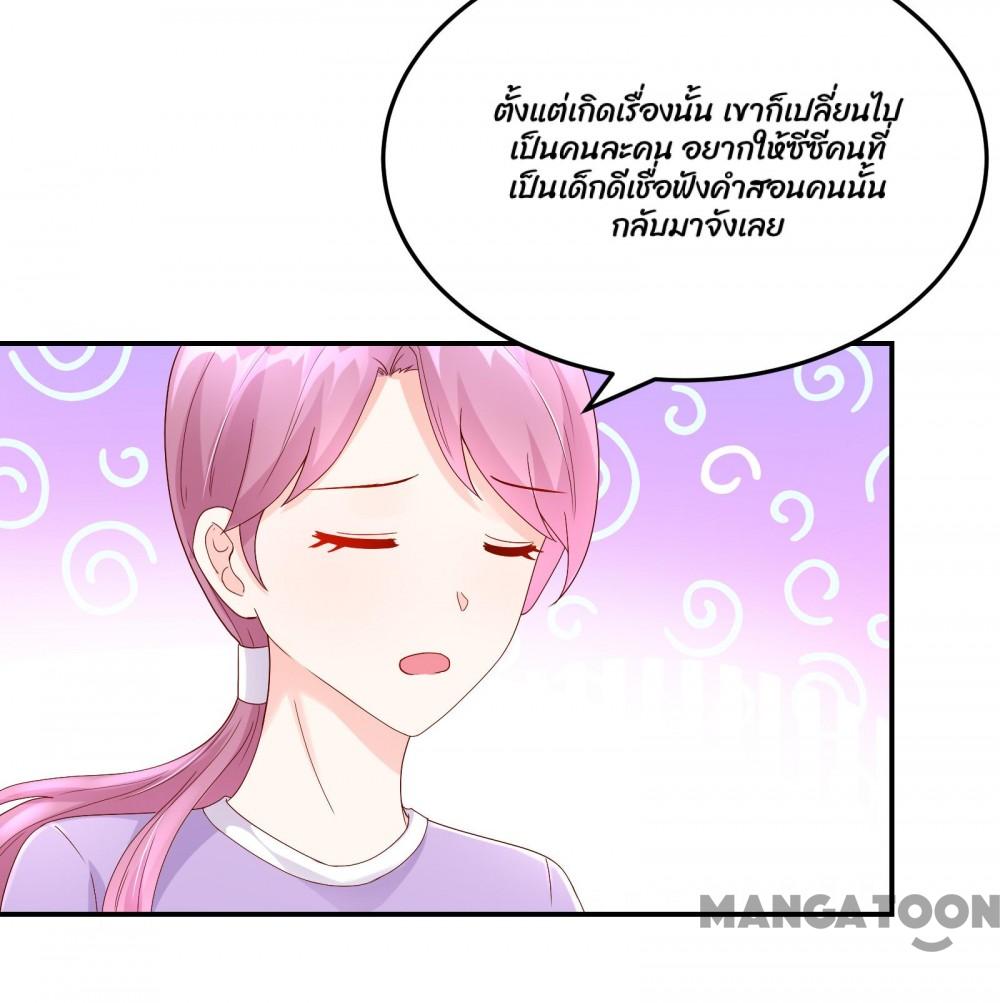 ตั้งแต่เกิดเรื่องนั้น เขาก็เปลี่ยนไป
เป็นคนละคน อยากให้ซีซีคนที่
เป็นเด็กดีเชื่อฟังคำสอนคนนั้น
กลับมาจังเลย
MANGATOON